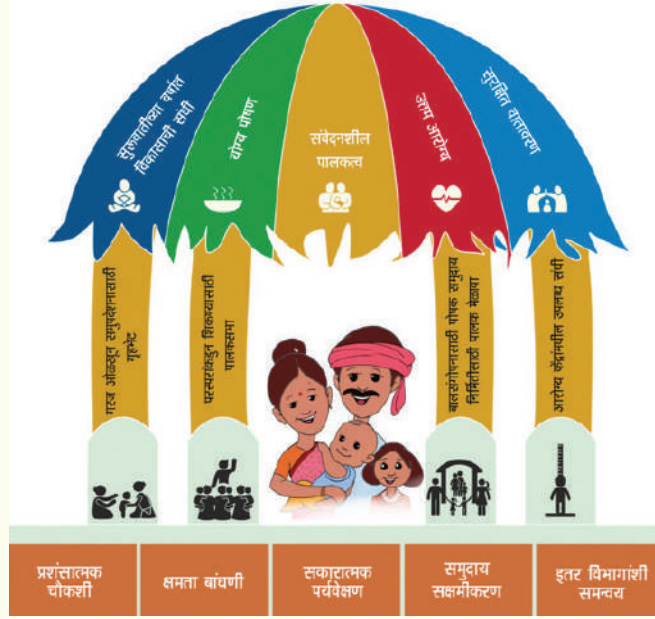 सुरूवातीच्या वर्षात
विकासाची संधी
योग्य पोषण
संवेदनशील
पालकत्व
उत्तम आरोग्य
सुरक्षित वातावरण
गरज ओळखून समुपदेशनासाठी
गृहभेट
परस्परांकडून शिकण्यासाठी
पालकसभा
बालसंगोपनासाठी पोषक समुदाय
निर्मितीसाठी पालक मेळावा
आरोग्य केंद्रांमधील उपलब्ध संधी
प्रशंसात्मक
चौकशी
क्षमता बांधणी
सकारात्मक
पर्यवेक्षण
समुदाय
सक्षमीकरण
इतर विभागांशी
समन्वय